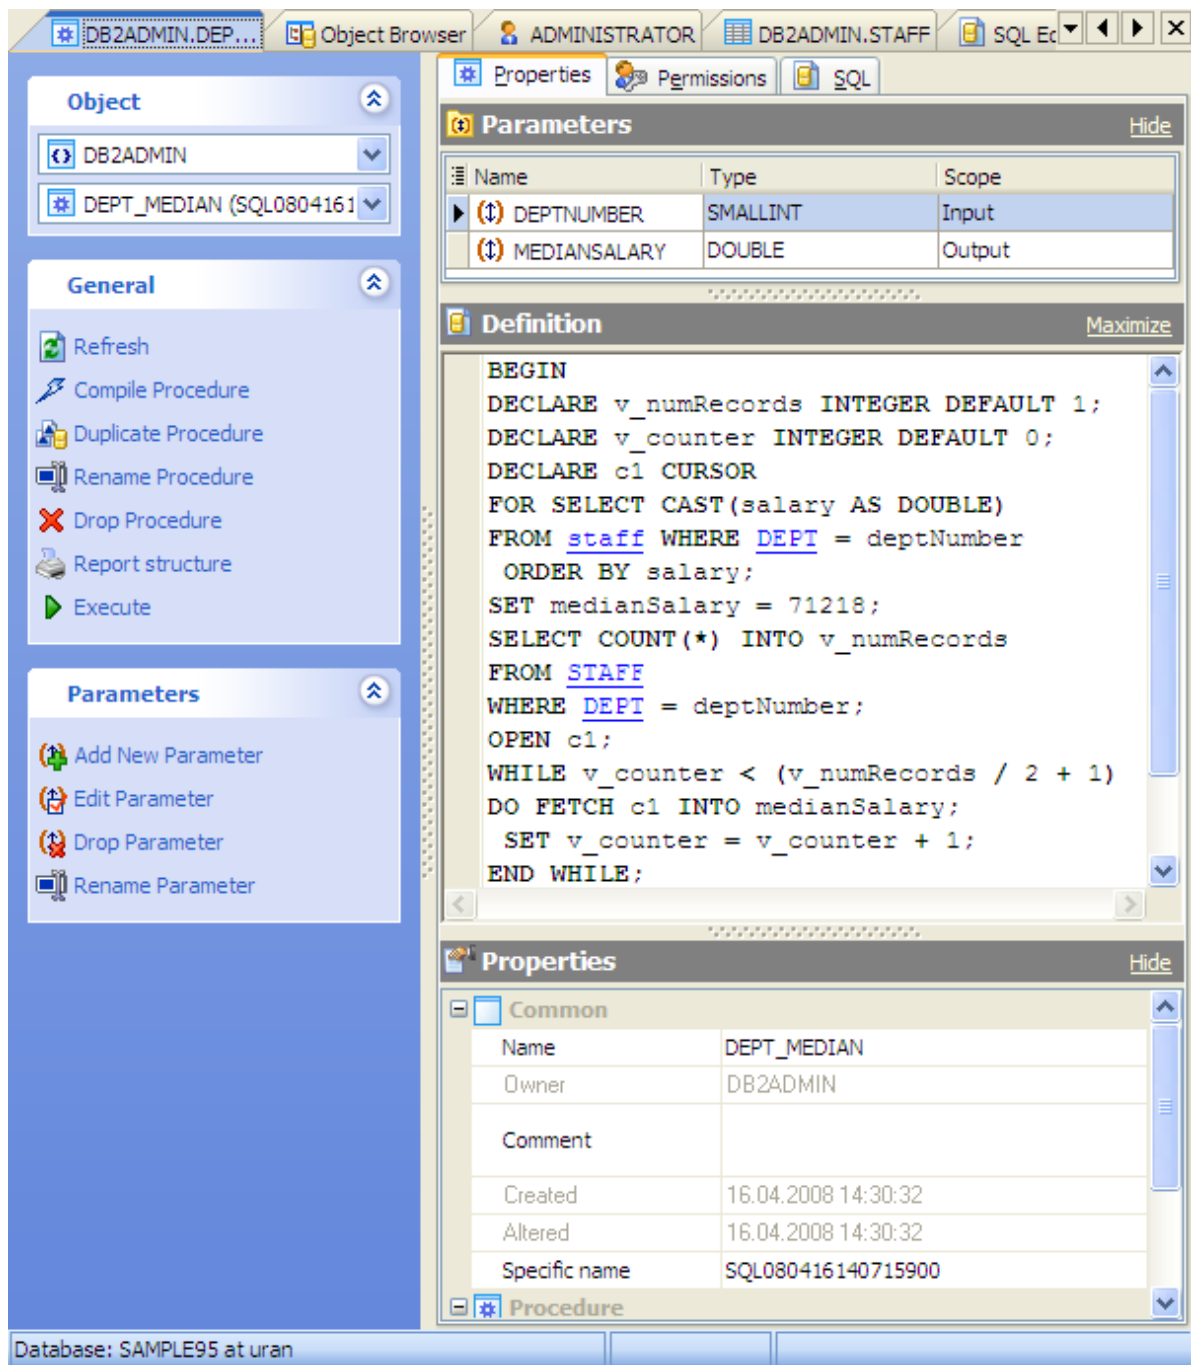 DB2ADMIN.DEP... Object Browser ADMINISTRATOR DB2ADMIN.STAFF SQL Ec
Object
DB2ADMIN
DEPT_MEDIAN (SQL0804161
General
Refresh
Compile Procedure
Duplicate Procedure
Rename Procedure
Drop Procedure
Report structure
Execute
Parameters
Add New Parameter
Edit Parameter
Drop Parameter
Rename Parameter
Properties Permissions SQL
Parameters Hide
Name Type Scope
DEPTNUMBER SMALLINT Input
MEDIANSALARY DOUBLE Output
Definition Maximize
BEGIN
DECLARE v_numRecords INTEGER DEFAULT 1;
DECLARE v_counter INTEGER DEFAULT 0;
DECLARE c1 CURSOR
FOR SELECT CAST(salary AS DOUBLE)
FROM staff WHERE DEPT = deptNumber
ORDER BY salary;
SET medianSalary = 71218;
SELECT COUNT(*) INTO v_numRecords
FROM STAFF
WHERE DEPT = deptNumber;
OPEN c1;
WHILE v_counter < (v_numRecords / 2 + 1)
DO FETCH c1 INTO medianSalary;
SET v_counter = v_counter + 1;
END WHILE;
Properties Hide
Common
Name DEPT_MEDIAN
Owner DB2ADMIN
Comment
Created 16.04.2008 14:30:32
Altered 16.04.2008 14:30:32
Specific name SQL080416140715900
Procedure
Database: SAMPLE95 at uran